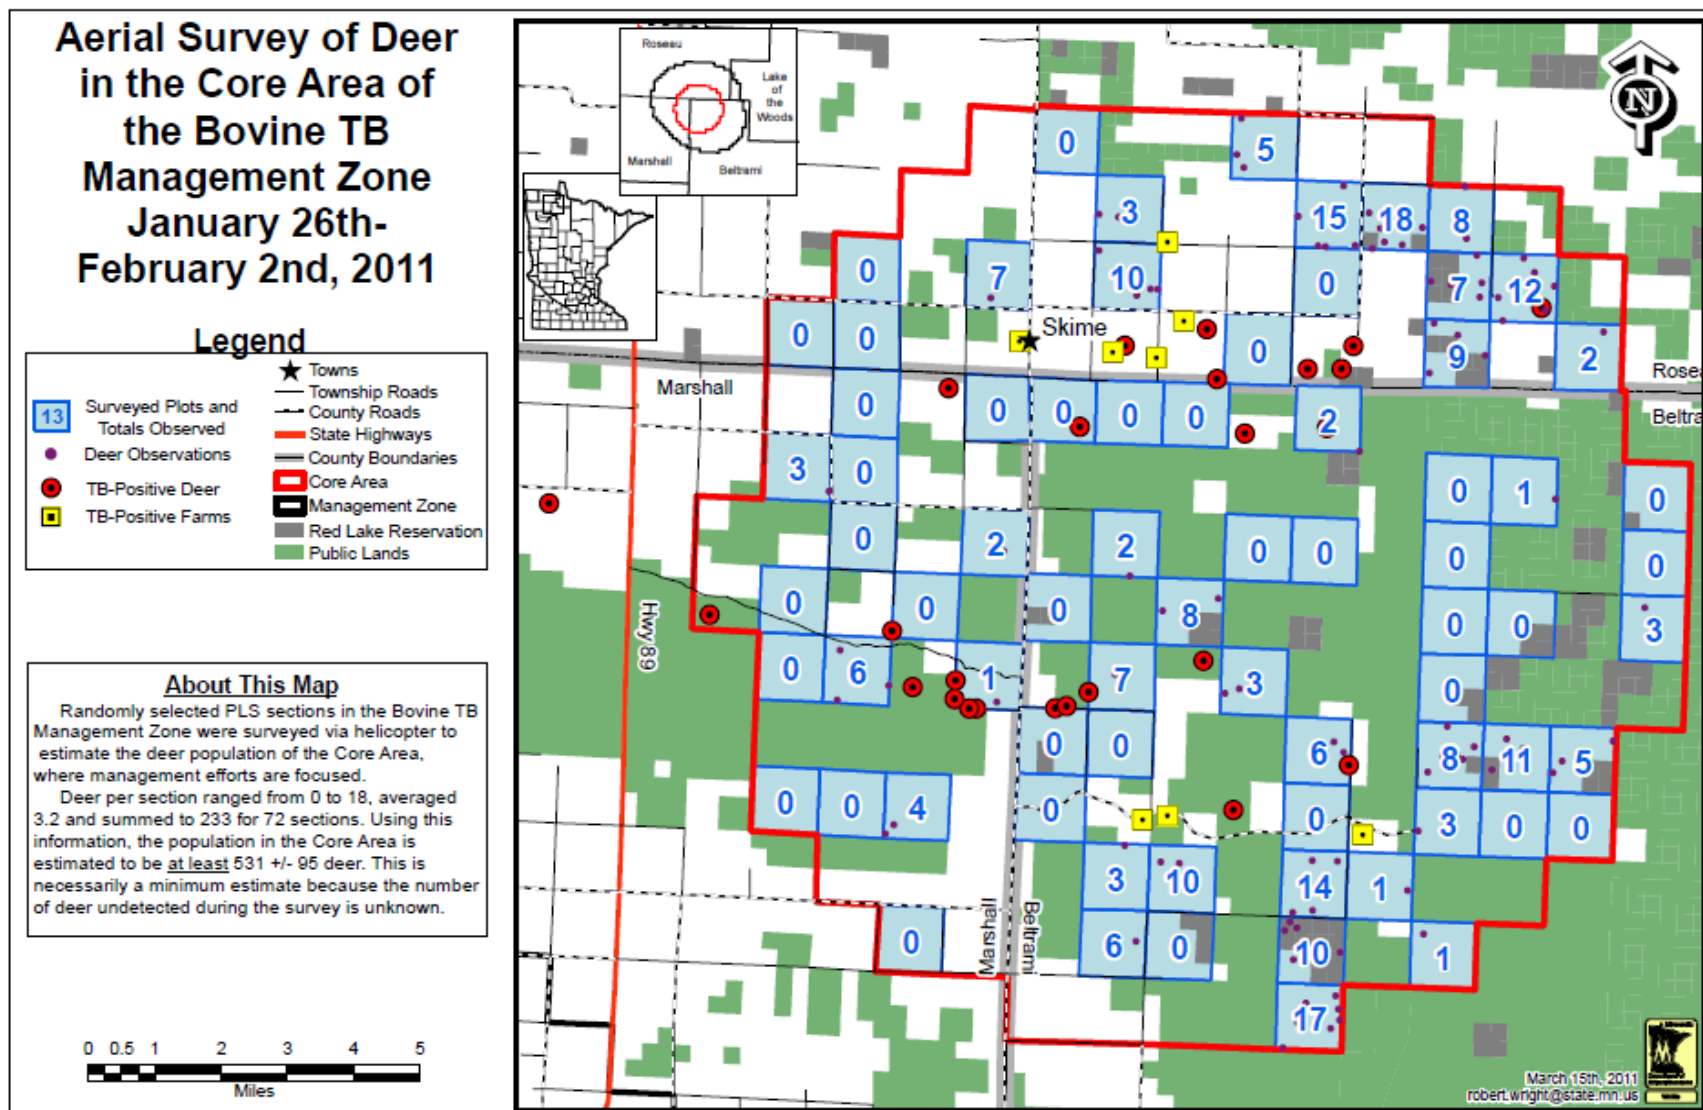 Aerial Survey of Deer
in the Core Area of
the Bovine TB
Management Zone
January 26th-
February 2nd, 2011
Legend
13
Surveyed Plots and
Totals Observed
Deer Observations
TB-Positive Deer
TB-Positive Farms
Towns
Township Roads
County Roads
State Highways
County Boundaries
Core Area
Management Zone
Red Lake Reservation
Public Lands
About This Map
Randomly selected PLS sections in the Bovine TB
Management Zone were surveyed via helicopter to
estimate the deer population of the Core Area,
where management efforts are focused.
Deer per section ranged from 0 to 18, averaged
3.2 and summed to 233 for 72 sections. Using this
information, the population in the Core Area is
estimated to be at least 531 +/- 95 deer. This is
necessarily a minimum estimate because the number
of deer undetected during the survey is unknown.
0 0.5 1 2 3 4 5
Miles
Roseau
Lake
of
the
Woods
Marshall
Beltrami
N
0 5
3 15 18 8
0 7 10 0 7 12
0 0 Skime 0 9 2
Marshall
Rosea
Beltra
0 0 0 0 0 2
3 0 0 1 0
0 2 2 0 0 0 0
0 0 0 8 0 0 3
Hwy 89
0 6 1 7 3 0
0 0 6 8 11 5
0 0 4 0 0 3 0 0
3 10 14 1
Marshall
Beltrami
0 6 0 10 1
17
M
March 15th, 2011
robert.wright@state.mn.us